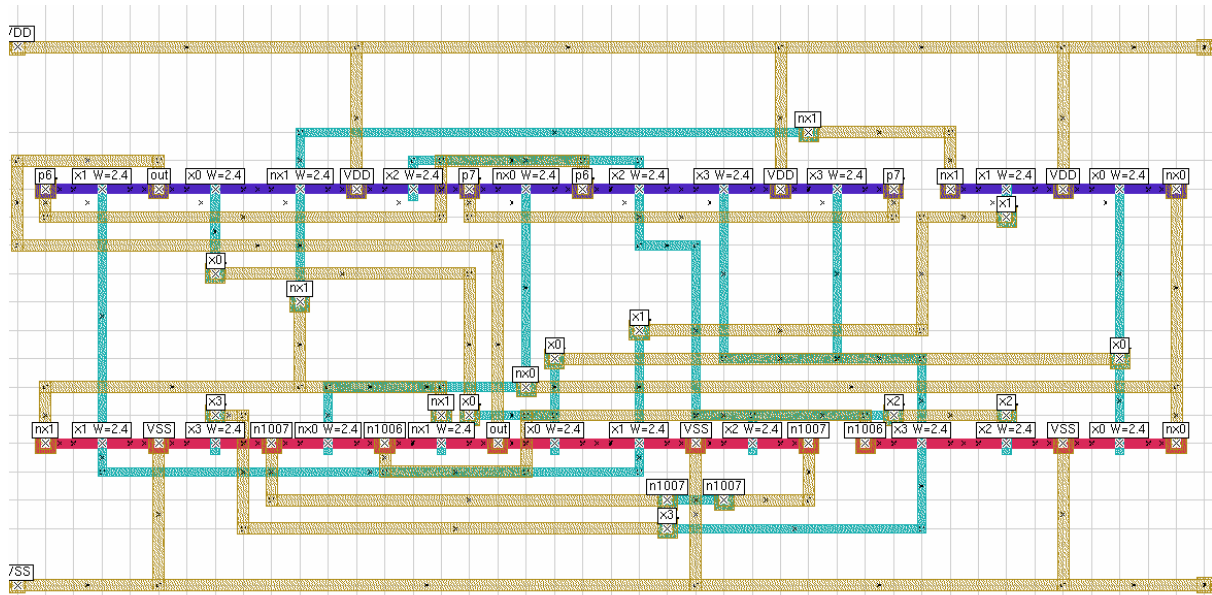 /DD
nx1
p6, x1 W=2.4 out x0 W=2.4 nx1 W=2.4 VDD x2 W=2.4 p7, nx0 W=2.4 p6, x2 W=2.4 x3 W=2.4 VDD x3 W=2.4 p7, nx1 x1 W=2.4 VDD x0 W=2.4 nx0
x1,
x0,
nx1
x1,
x0, x0,
nx0
x3, nx1 x0, x2, x2,
nx1 x1 W=2.4 VSS x3 W=2.4 n1007 nx0 W=2.4 n1006 nx1 W=2.4 out x0 W=2.4 x1 W=2.4 VSS x2 W=2.4 n1007 n1006 x3 W=2.4 x2 W=2.4 VSS x0 W=2.4 nx0
n1007 n1007
x3,
/SS